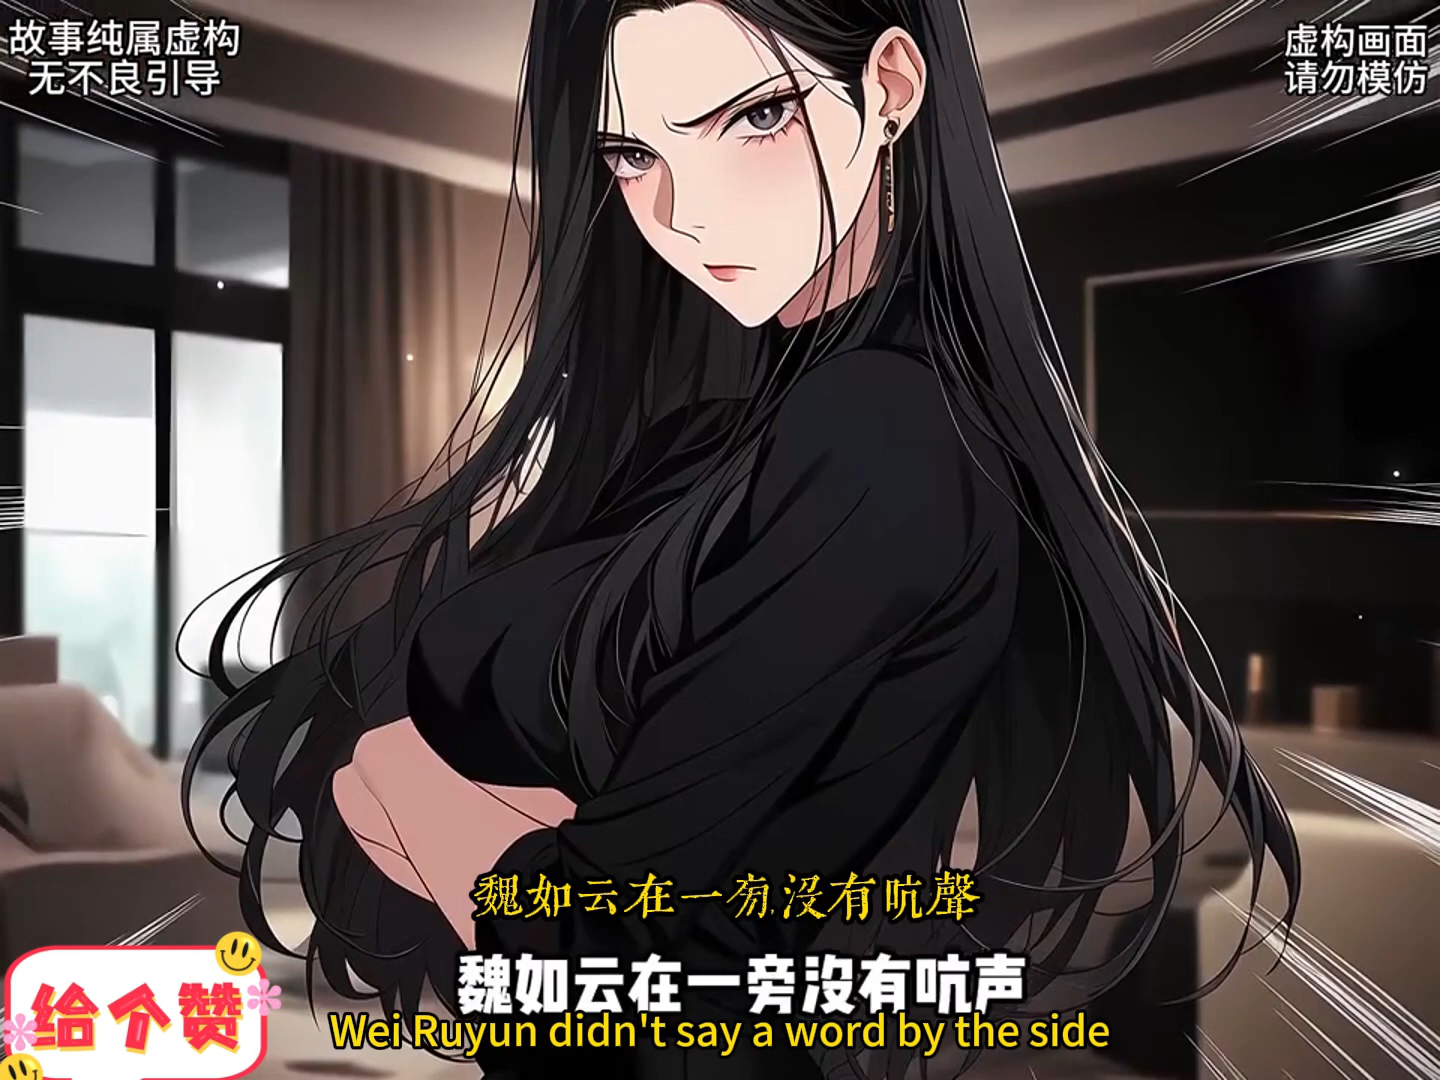 故事纯属虚构
无不良引导
虚构画面
请勿模仿
魏如云在一旁没有吭聲
魏如云在一旁没有吭声
Wei Ruyun didn't say a word by the side
给个赞